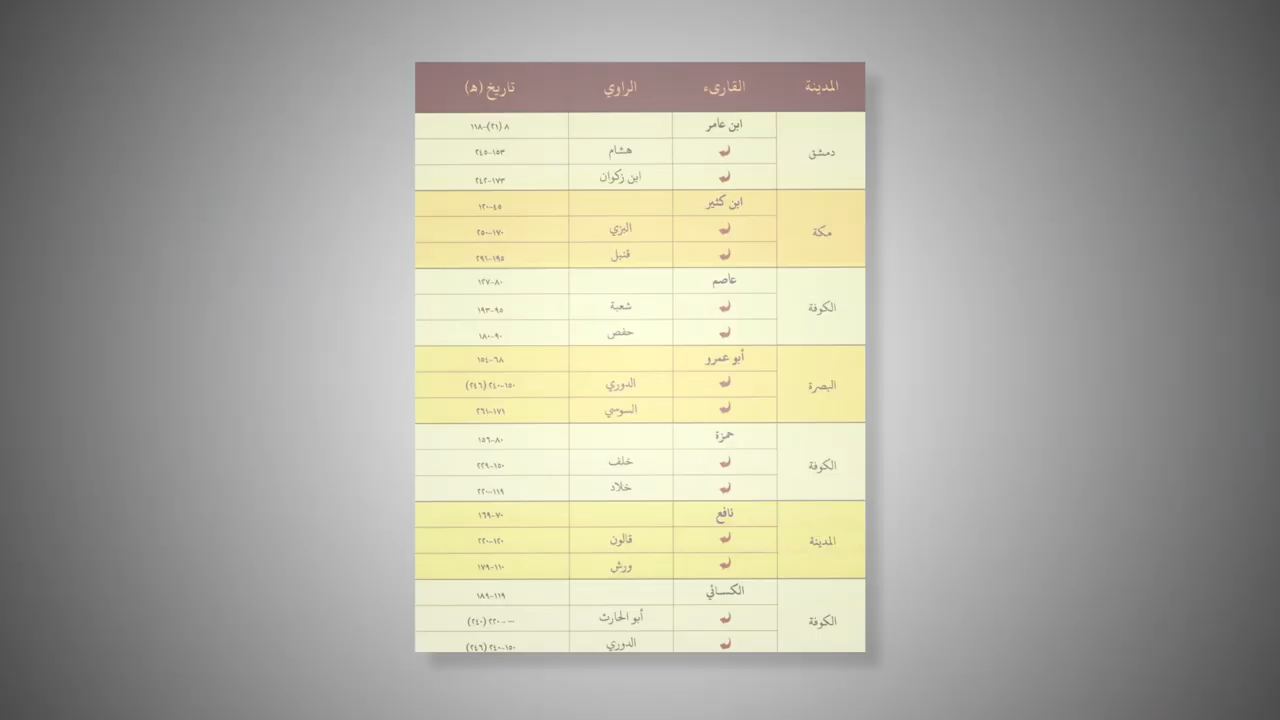 المدينة القارىء الراوي تاريخ (ه)
دمشق
ابن عامر ٨ (٢١)-١١٨
هشام ١٥٣-٢٤٥
ابن زكوان ١٧٣-٢٤٢
مكة
ابن كثير ٤٥-١٢٠
البزي ١٧٠-٢٥٠
قنبل ١٩٥-٢٩١
الكوفة
عاصم ٨٠-١٢٧
شعبة ٩٥-١٩٣
حفص ٩٠-١٨٠
البصرة
أبو عمرو ٦٨-١٥٤
الدوري ١٥٠-٢٤٠ (٢٤٦)
السوسي ١٧١-٢٦١
الكوفة
حمزة ٨٠-١٥٦
خلف ١٥٠-٢٢٩
خلاد ١١٩-٢٢٠
المدينة
نافع ٧٠-١٦٩
قالون ١٢٠-٢٢٠
ورش ١١٠-١٧٩
الكوفة
الكسائي ١١٩-١٨٩
أبو الحارث --- ٢٢٠ (٢٤٠)
الدوري ١٥٠-٢٤٠ (٢٤٦)